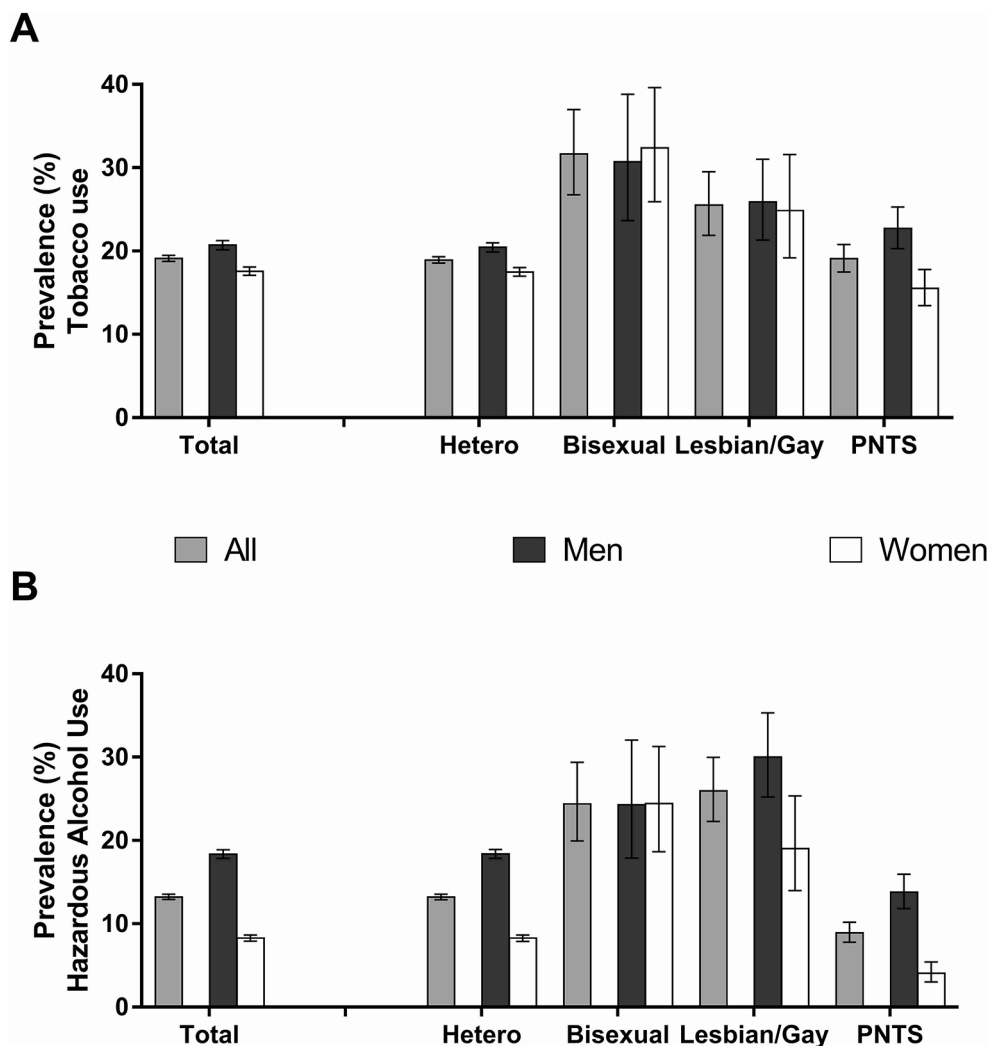 A
Prevalence (%)
Tobacco use
40
30
20
10
0
Total
Hetero
Bisexual
Lesbian/Gay
PNTS
All
Men
Women
B
Prevalence (%)
Hazardous Alcohol Use
40
30
20
10
0
Total
Hetero
Bisexual
Lesbian/Gay
PNTS